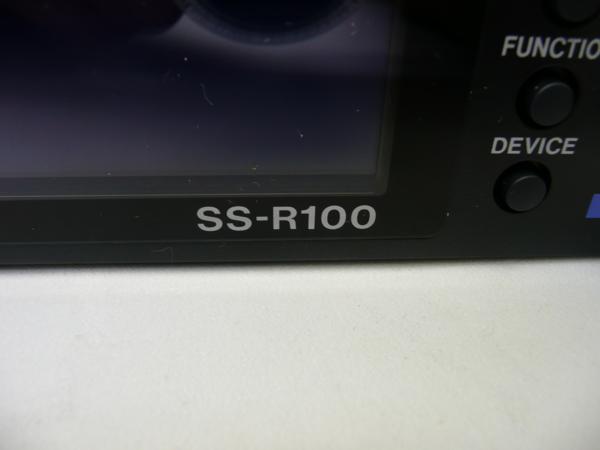 FUNCTIO
DEVICE
SS-R100